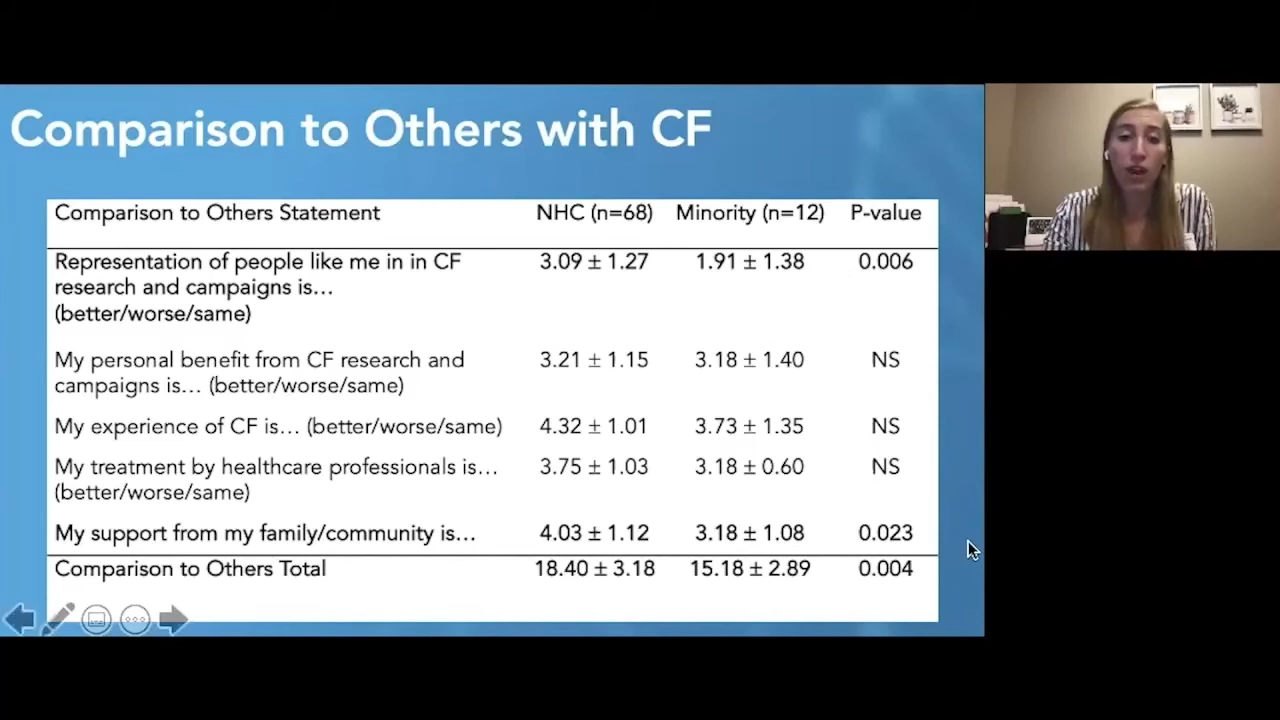 Comparison to Others with CF
Comparison to Others Statement NHC (n=68) Minority (n=12) P-value
Representation of people like me in in CF 3.09 ± 1.27 1.91 ± 1.38 0.006
research and campaigns is…
(better/worse/same)
My personal benefit from CF research and 3.21 ± 1.15 3.18 ± 1.40 NS
campaigns is… (better/worse/same)
My experience of CF is… (better/worse/same) 4.32 ± 1.01 3.73 ± 1.35 NS
My treatment by healthcare professionals is… 3.75 ± 1.03 3.18 ± 0.60 NS
(better/worse/same)
My support from my family/community is… 4.03 ± 1.12 3.18 ± 1.08 0.023
Comparison to Others Total 18.40 ± 3.18 15.18 ± 2.89 0.004